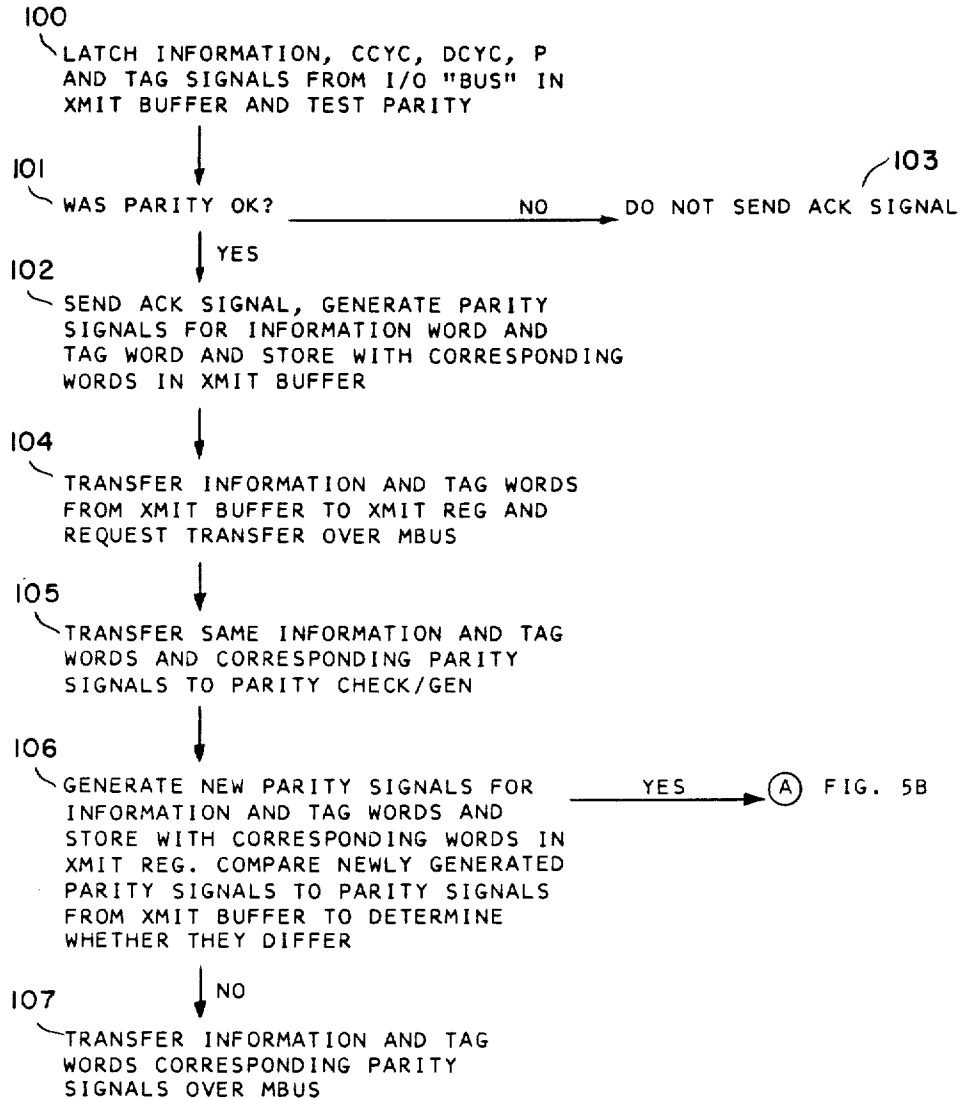 100
LATCH INFORMATION, CCYC, DCYC, P
AND TAG SIGNALS FROM I/O "BUS" IN
XMIT BUFFER AND TEST PARITY
101
WAS PARITY OK?
NO
103
DO NOT SEND ACK SIGNAL
YES
102
SEND ACK SIGNAL, GENERATE PARITY
SIGNALS FOR INFORMATION WORD AND
TAG WORD AND STORE WITH CORRESPONDING
WORDS IN XMIT BUFFER
104
TRANSFER INFORMATION AND TAG WORDS
FROM XMIT BUFFER TO XMIT REG AND
REQUEST TRANSFER OVER MBUS
105
TRANSFER SAME INFORMATION AND TAG
WORDS AND CORRESPONDING PARITY
SIGNALS TO PARITY CHECK/GEN
106
GENERATE NEW PARITY SIGNALS FOR
INFORMATION AND TAG WORDS AND
STORE WITH CORRESPONDING WORDS IN
XMIT REG. COMPARE NEWLY GENERATED
PARITY SIGNALS TO PARITY SIGNALS
FROM XMIT BUFFER TO DETERMINE
WHETHER THEY DIFFER
YES
A FIG. 5B
NO
107
TRANSFER INFORMATION AND TAG
WORDS CORRESPONDING PARITY
SIGNALS OVER MBUS